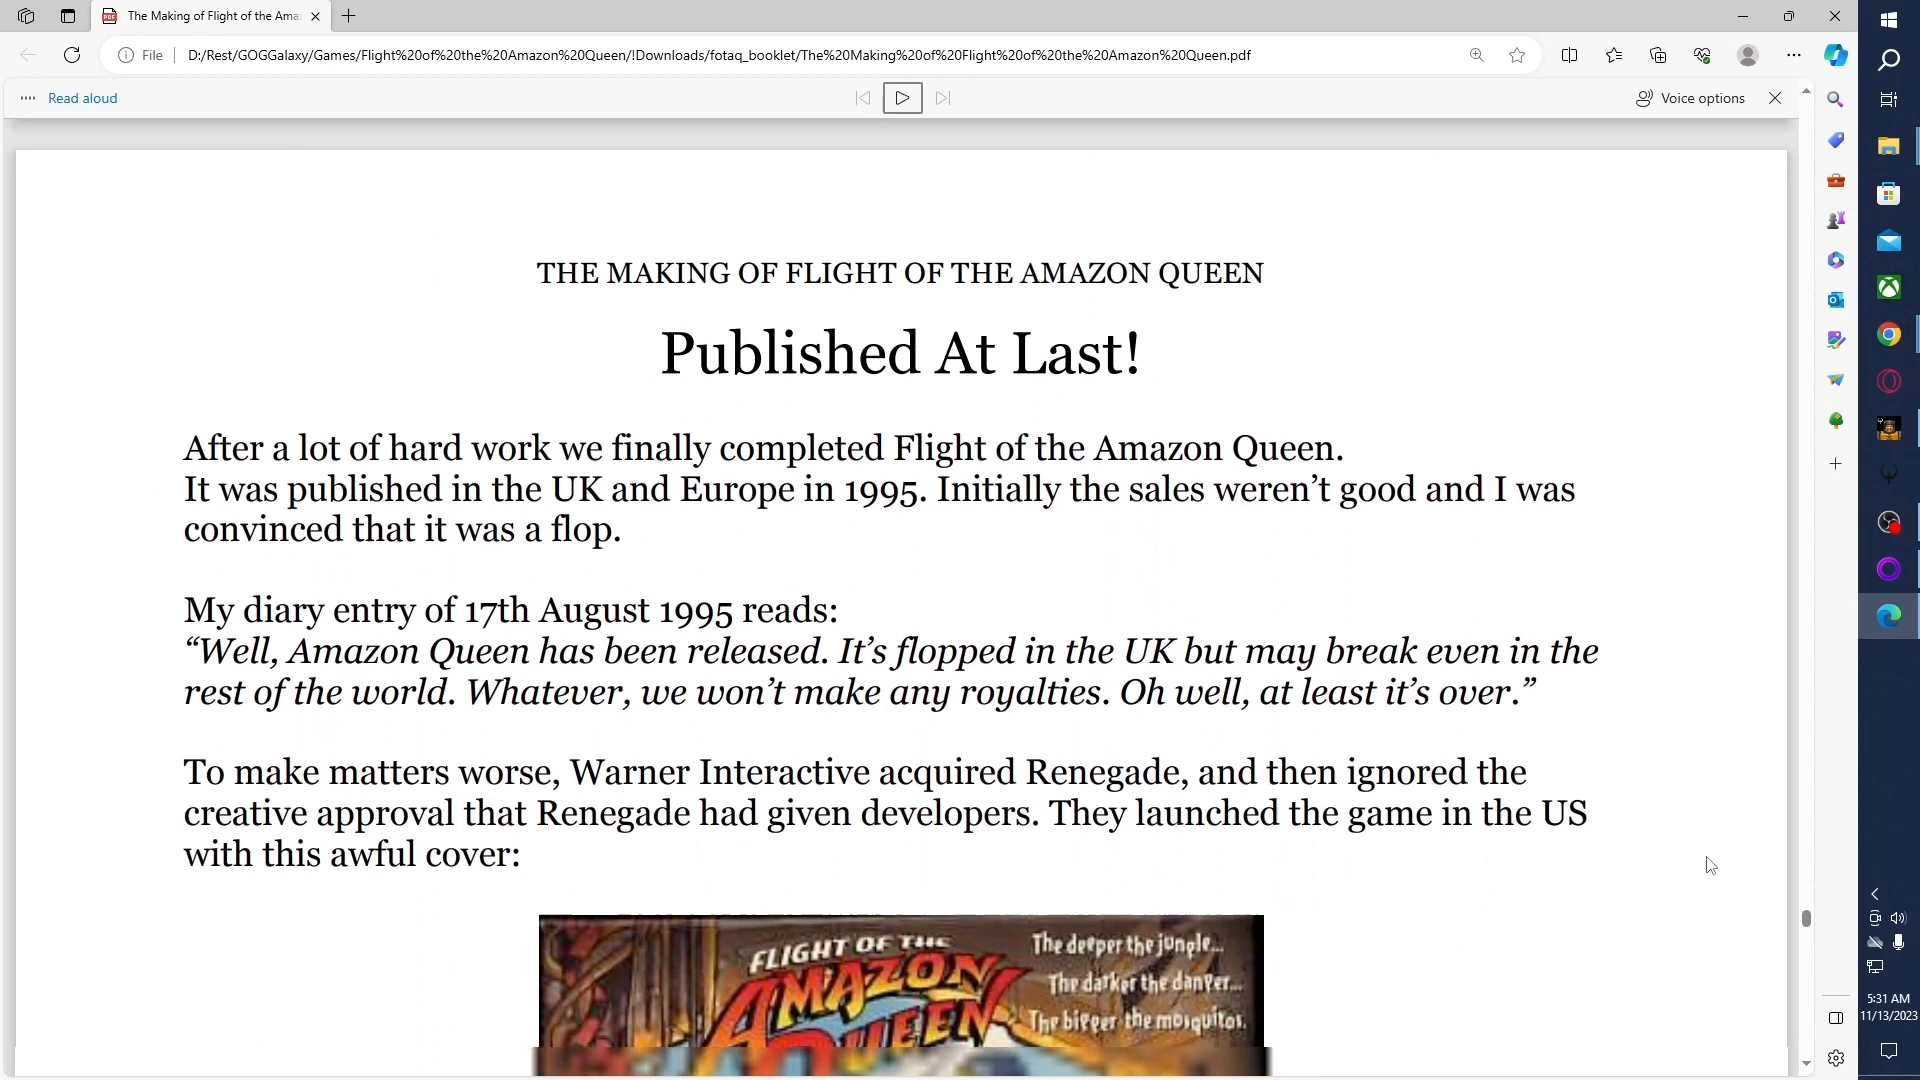 The Making of Flight of the Ama
File
D:/Rest/GOGGalaxy/Games/Flight%20of%20the%20Amazon%20Queen/!Downloads/fotaq_booklet/The%20Making%20of%20Flight%20of%20the%20Amazon%20Queen.pdf
Read aloud
Voice options
THE MAKING OF FLIGHT OF THE AMAZON QUEEN
Published At Last!
After a lot of hard work we finally completed Flight of the Amazon Queen.
It was published in the UK and Europe in 1995. Initially the sales weren’t good and I was
convinced that it was a flop.
My diary entry of 17th August 1995 reads:
“Well, Amazon Queen has been released. It’s flopped in the UK but may break even in the
rest of the world. Whatever, we won’t make any royalties. Oh well, at least it’s over.”
To make matters worse, Warner Interactive acquired Renegade, and then ignored the
creative approval that Renegade had given developers. They launched the game in the US
with this awful cover:
FLIGHT OF THE
AMAZON
QUEEN
The deeper the jungle...
The darker the danger...
The bigger the mosquitos.
5:31 AM
11/13/2023